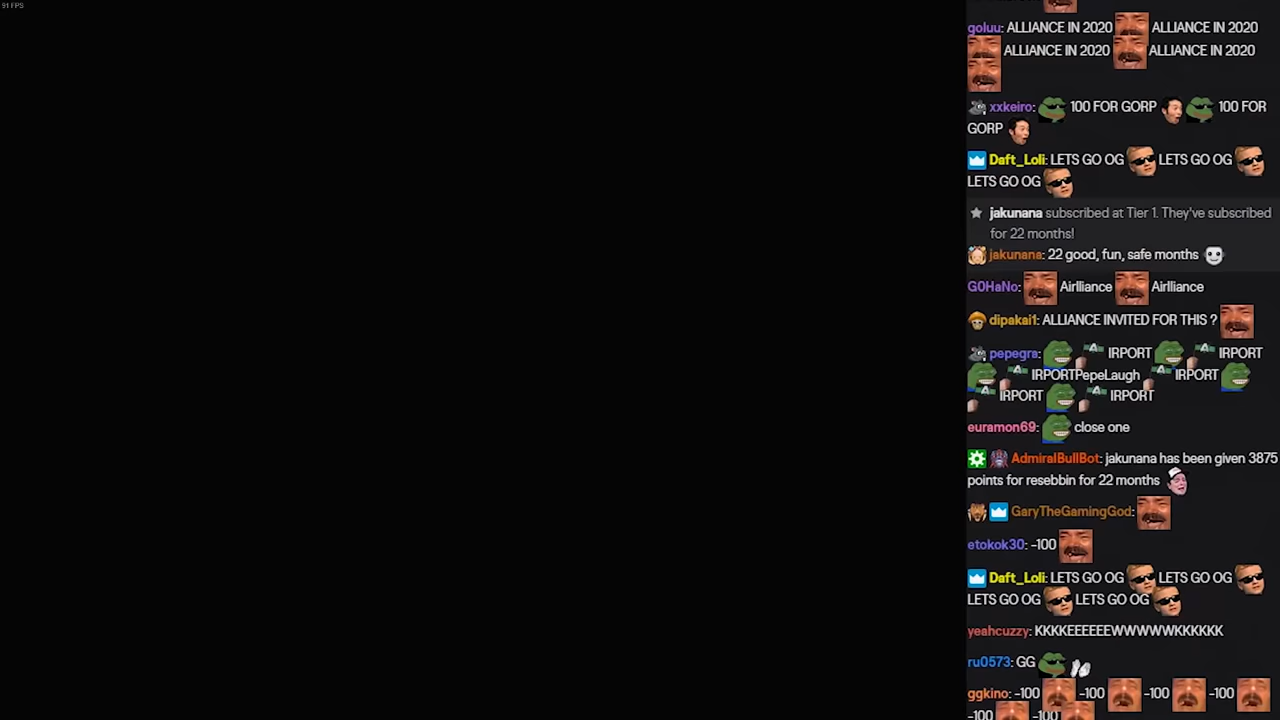 91 FPS
goluu: ALLIANCE IN 2020 ALLIANCE IN 2020
ALLIANCE IN 2020 ALLIANCE IN 2020
xxkeiro: 100 FOR GORP 100 FOR
GORP
Daft_Loli: LETS GO OG LETS GO OG
LETS GO OG
jakunana subscribed at Tier 1. They've subscribed
for 22 months!
jakunana: 22 good, fun, safe months
G0HaNo: Airlliance Airlliance
dipakai1: ALLIANCE INVITED FOR THIS ?
pepegra: IRPORT IRPORT
IRPORTPepeLaugh IRPORT
IRPORT IRPORT
euramon69: close one
AdmiralBullBot: jakunana has been given 3875
points for resebbin for 22 months
GaryTheGamingGod:
etokok30: -100
Daft_Loli: LETS GO OG LETS GO OG
LETS GO OG LETS GO OG
yeahcuzzy: KKKKEEEEEEWWWWWKKKKKK
ru0573: GG
ggkino: -100 -100 -100 -100
-100 -100